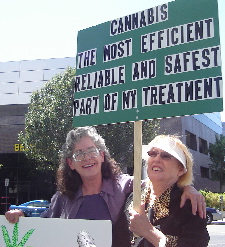 CANNABIS
THE MOST EFFICIENT
RELIABLE AND SAFEST
PART OF MY TREATMENT